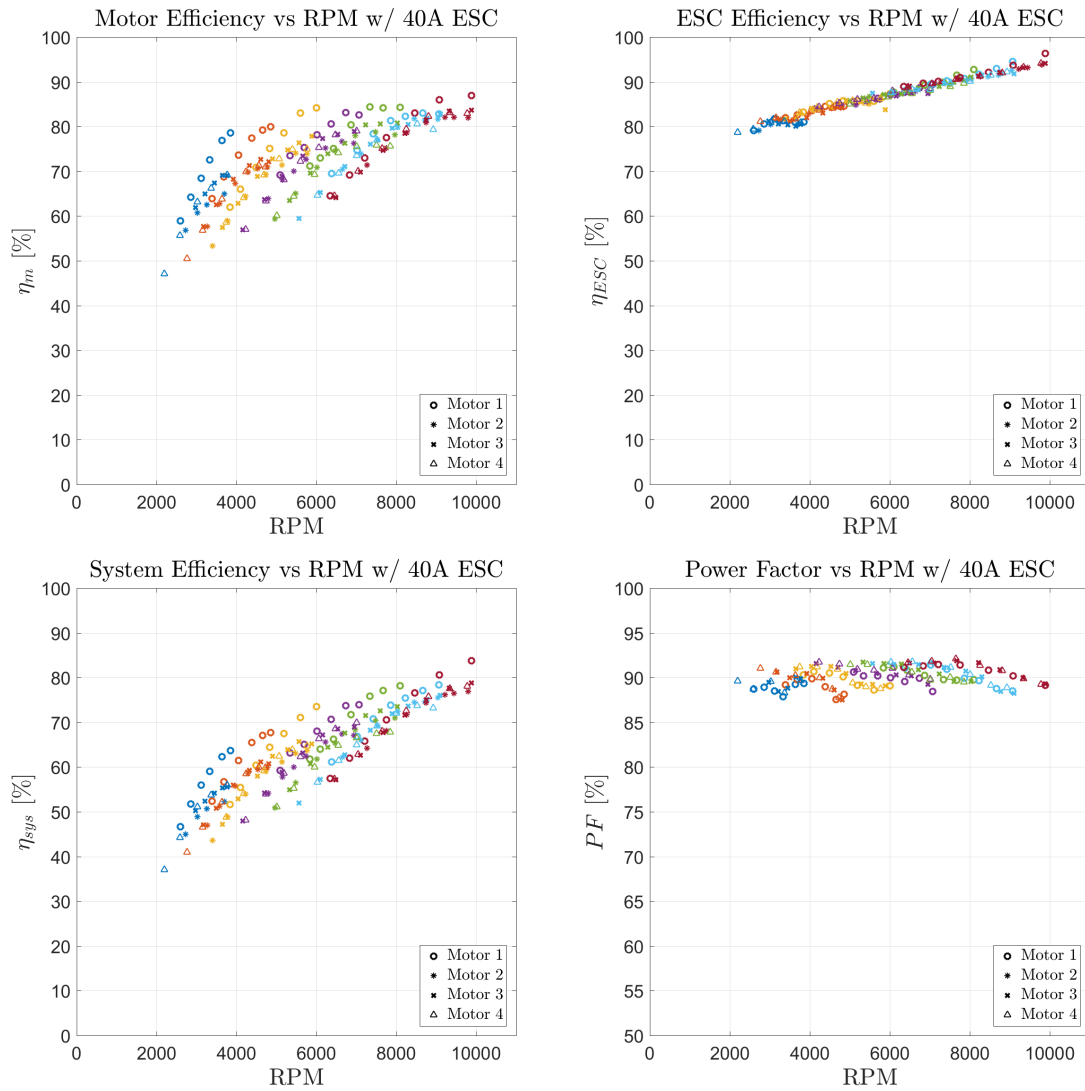 Motor Efficiency vs RPM w/ 40A ESC
100
90
80
70
60
50
40
30
20
10
0
η_m [%]
Motor 1
Motor 2
Motor 3
Motor 4
0 2000 4000 6000 8000 10000
RPM
ESC Efficiency vs RPM w/ 40A ESC
100
90
80
70
60
50
40
30
20
10
0
η_ESC [%]
Motor 1
Motor 2
Motor 3
Motor 4
0 2000 4000 6000 8000 10000
RPM
System Efficiency vs RPM w/ 40A ESC
100
90
80
70
60
50
40
30
20
10
0
η_sys [%]
Motor 1
Motor 2
Motor 3
Motor 4
0 2000 4000 6000 8000 10000
RPM
Power Factor vs RPM w/ 40A ESC
100
95
90
85
80
75
70
65
60
55
50
PF [%]
Motor 1
Motor 2
Motor 3
Motor 4
0 2000 4000 6000 8000 10000
RPM